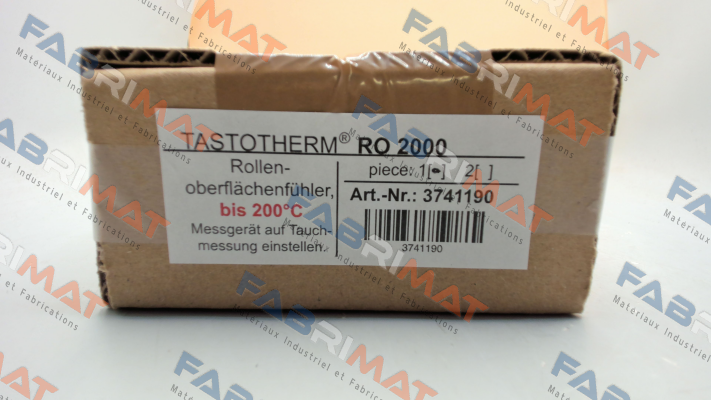 TASTOTHERM® RO 2000
Rollen-
oberflächenfühler,
bis 200°C
Messgerät auf Tauch-
messung einstellen.
piece: 1[-] 2[ ]
Art.-Nr.: 3741190
3741190
FABRIMAT
Materiaux Industriel et Fabrications